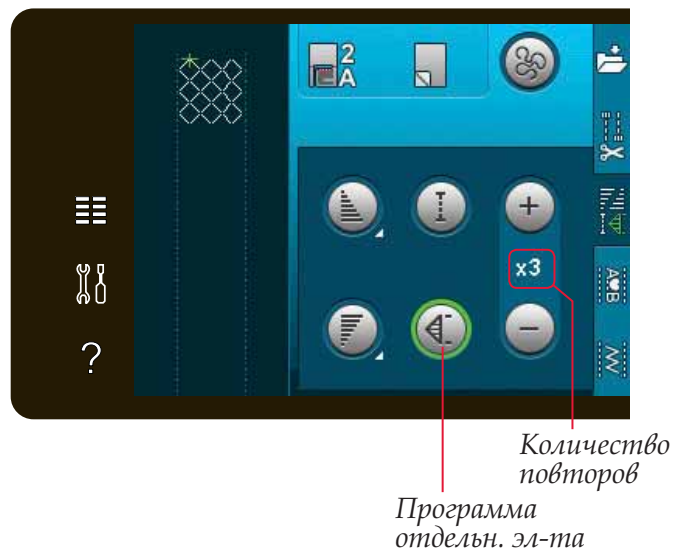 2
A
+
x3
A♥B
−
?
Количество
повторов
Программа
отдельн. эл-та